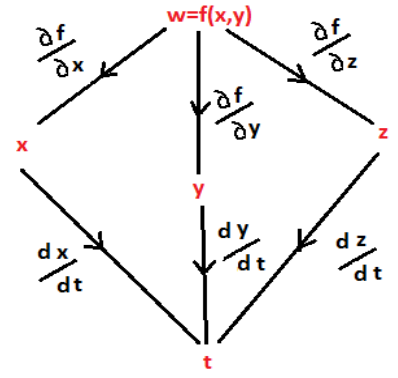 w=f(x,y)
∂f/∂x
∂f/∂y
∂f/∂z
x
y
z
dx/dt
dy/dt
dz/dt
t